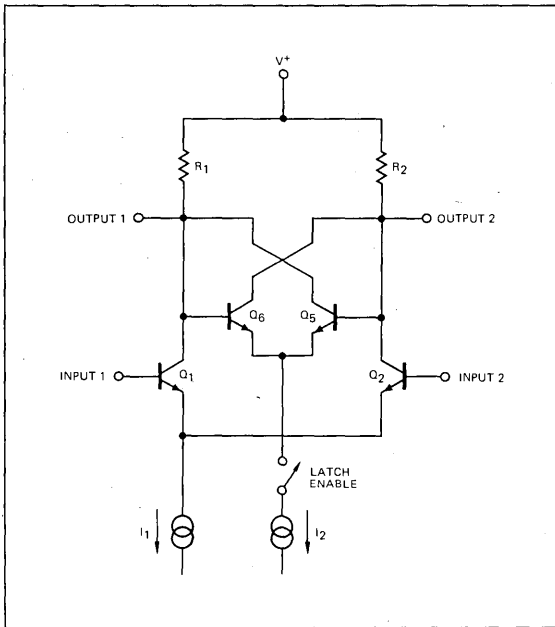 V+
R1
R2
OUTPUT 1
OUTPUT 2
Q6
Q5
INPUT 1
Q1
Q2
INPUT 2
LATCH
ENABLE
I1
I2